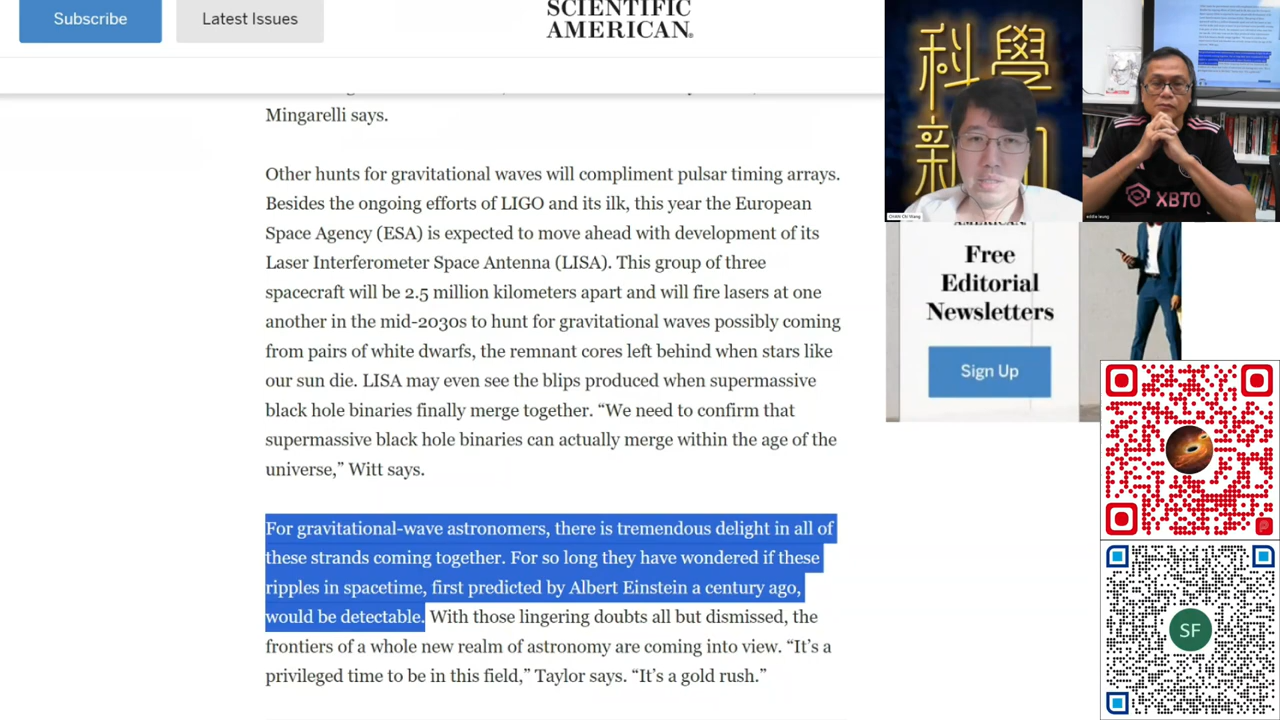 Subscribe
Latest Issues
SCIENTIFIC
AMERICAN
Mingarelli says.
Other hunts for gravitational waves will compliment pulsar timing arrays.
Besides the ongoing efforts of LIGO and its ilk, this year the European
Space Agency (ESA) is expected to move ahead with development of its
Laser Interferometer Space Antenna (LISA). This group of three
spacecraft will be 2.5 million kilometers apart and will fire lasers at one
another in the mid-2030s to hunt for gravitational waves possibly coming
from pairs of white dwarfs, the remnant cores left behind when stars like
our sun die. LISA may even see the blips produced when supermassive
black hole binaries finally merge together. “We need to confirm that
supermassive black hole binaries can actually merge within the age of the
universe,” Witt says.
For gravitational-wave astronomers, there is tremendous delight in all of
these strands coming together. For so long they have wondered if these
ripples in spacetime, first predicted by Albert Einstein a century ago,
would be detectable. With those lingering doubts all but dismissed, the
frontiers of a whole new realm of astronomy are coming into view. “It’s a
privileged time to be in this field,” Taylor says. “It’s a gold rush.”
科學
新
XBTO
AMERICAN
Free
Editorial
Newsletters
Sign Up
SF